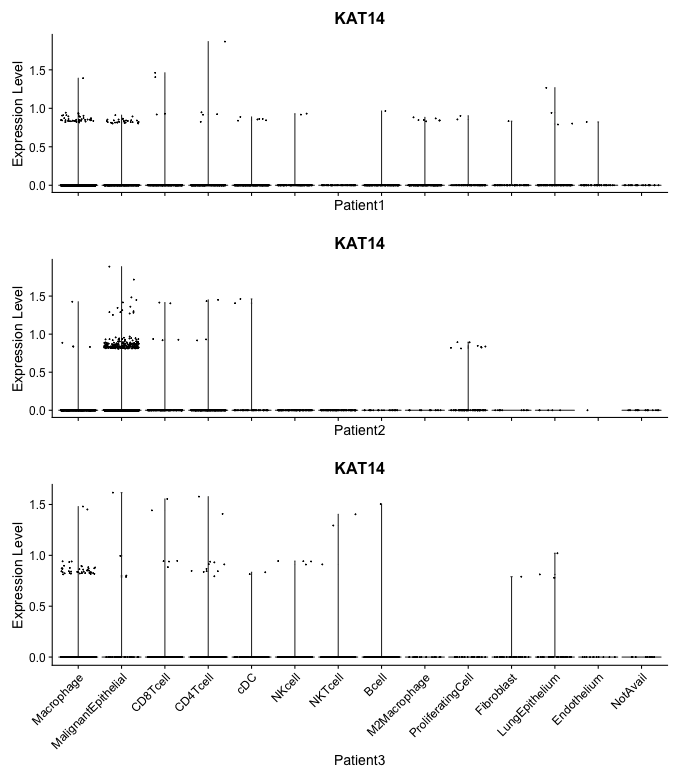 KAT14
Expression Level
1.5
1.0
0.5
0.0
Patient1
KAT14
Expression Level
1.5
1.0
0.5
0.0
Patient2
KAT14
Expression Level
1.5
1.0
0.5
0.0
Macrophage
MalignantEpithelial
CD8Tcell
CD4Tcell
cDC
NKcell
NKTcell
Bcell
M2Macrophage
ProliferatingCell
Fibroblast
LungEpithelium
Endothelium
NotAvail
Patient3